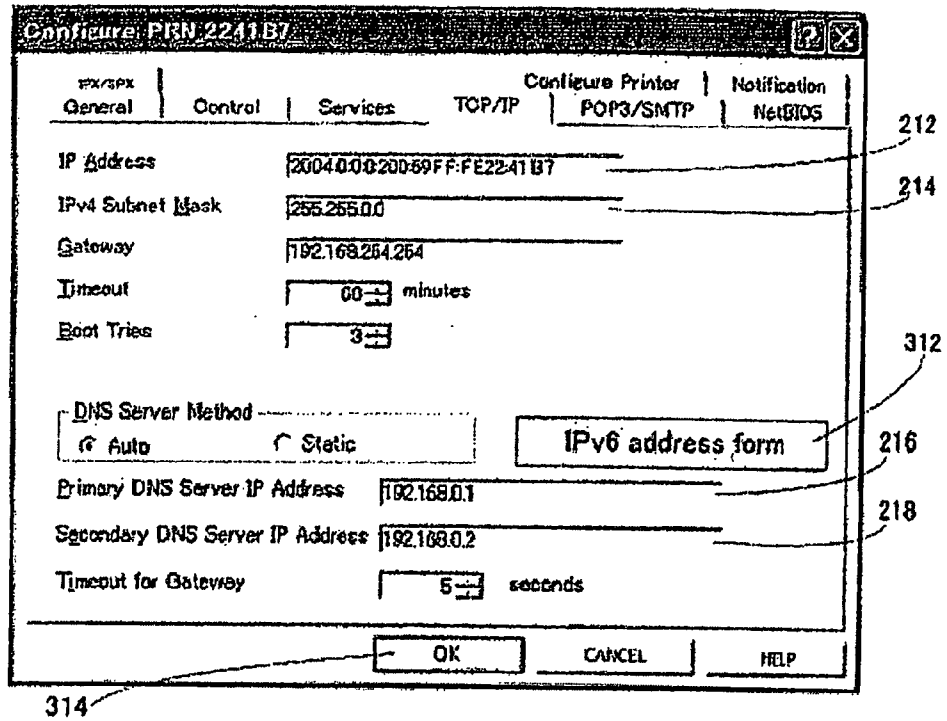 Configure PRN 2241B7
IPX/SPX Configure Printer Notification
General Control Services TCP/IP POP3/SMTP NetBIOS
212
IP Address 2004:0:0:0:200:59FF:FE22:41B7
214
IPv4 Subnet Mask 255.255.0.0
Gateway 192.168.254.254
Timeout 60 minutes
Boot Tries 3
312
DNS Server Method
Auto Static
IPv6 address form
216
Primary DNS Server IP Address 192.168.0.1
218
Secondary DNS Server IP Address 192.168.0.2
Timeout for Gateway 5 seconds
OK CANCEL HELP
314